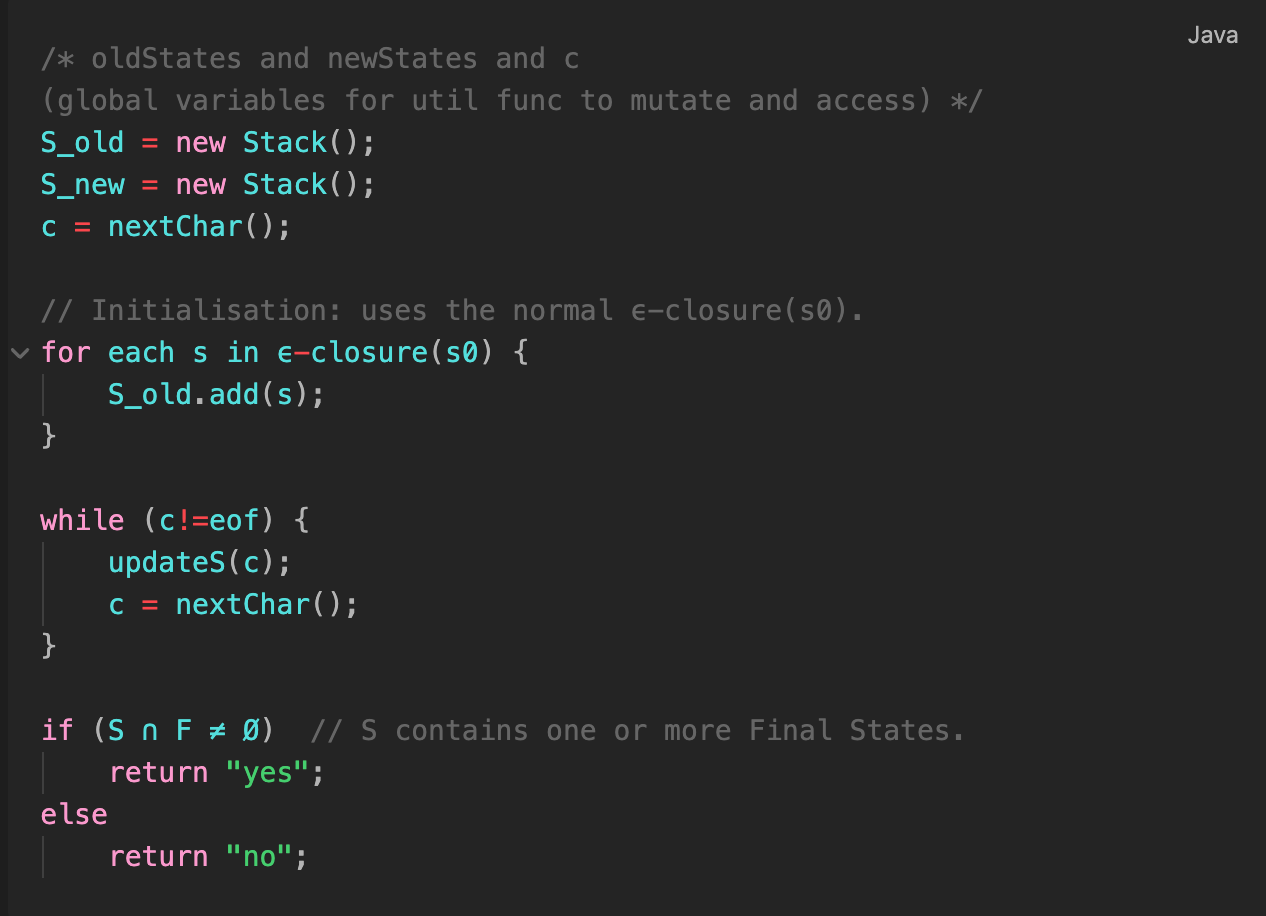 Java
/* oldStates and newStates and c
(global variables for util func to mutate and access) */
S_old = new Stack();
S_new = new Stack();
c = nextChar();
// Initialisation: uses the normal ϵ-closure(s0).
for each s in ϵ-closure(s0) {
    S_old.add(s);
}
while (c!=eof) {
    updateS(c);
    c = nextChar();
}
if (S ∩ F ≠ Ø)  // S contains one or more Final States.
    return "yes";
else
    return "no";